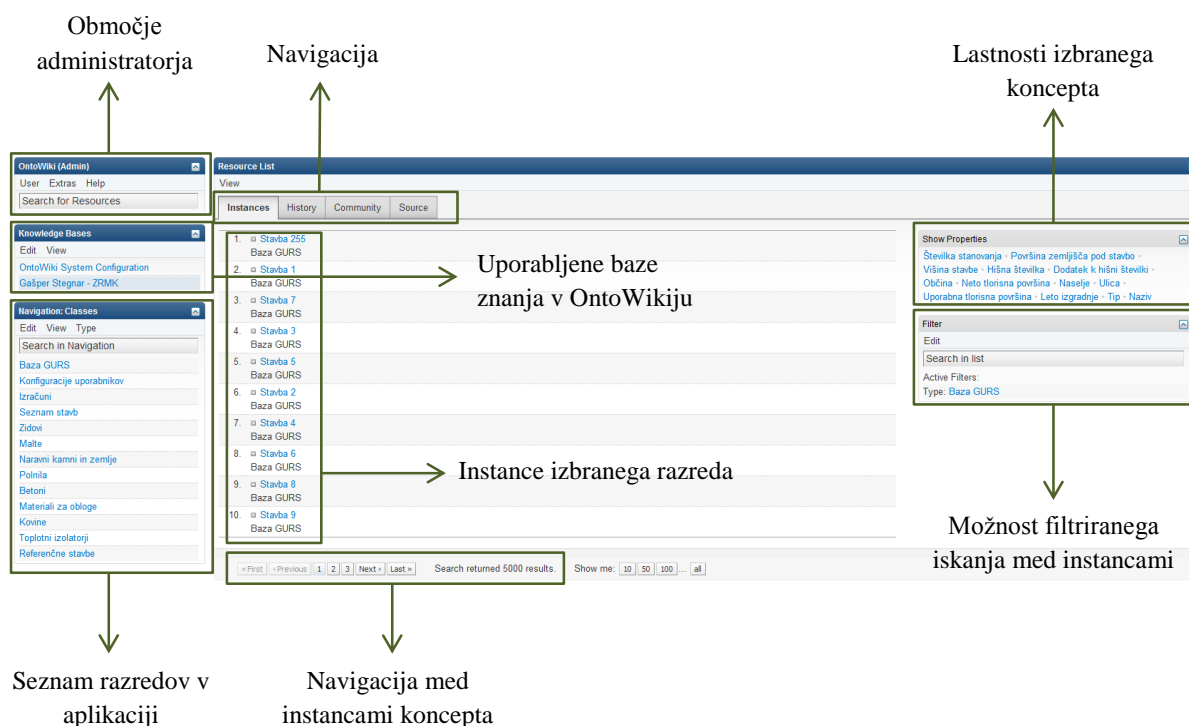 Območje
administratorja
Navigacija
Lastnosti izbranega
koncepta
OntoWiki (Admin)
User Extras Help
Search for Resources
Knowledge Bases
Edit View
OntoWiki System Configuration
Gašper Stegnar - ZRMK
Navigation: Classes
Edit View Type
Search in Navigation
Baza GURS
Konfiguracije uporabnikov
Izračuni
Seznam stavb
Zidovi
Malte
Naravni kamni in zemlje
Polnila
Betoni
Materiali za obloge
Kovine
Toplotni izolatorji
Referenčne stavbe
Resource List
View
Instances History Community Source
1. Stavba 255
Baza GURS
2. Stavba 1
Baza GURS
3. Stavba 7
Baza GURS
4. Stavba 3
Baza GURS
5. Stavba 5
Baza GURS
6. Stavba 2
Baza GURS
7. Stavba 4
Baza GURS
8. Stavba 6
Baza GURS
9. Stavba 8
Baza GURS
10. Stavba 9
Baza GURS
Uporabljene baze
znanja v OntoWikiju
Instance izbranega razreda
«First ‹Previous 1 2 3 Next › Last » Search returned 5000 results. Show me: 10 50 100 ... all
Show Properties
Številka stanovanja • Površina zemljišča pod stavbo •
Višina stavbe • Hišna številka • Dodatek k hišni številki •
Občina • Neto tlorisna površina • Naselje • Ulica •
Uporabna tlorisna površina • Leto izgradnje • Tip • Naziv
Filter
Edit
Search in list
Active Filters:
Type: Baza GURS
Možnost filtriranega
iskanja med instancami
Seznam razredov v
aplikaciji
Navigacija med
instancami koncepta